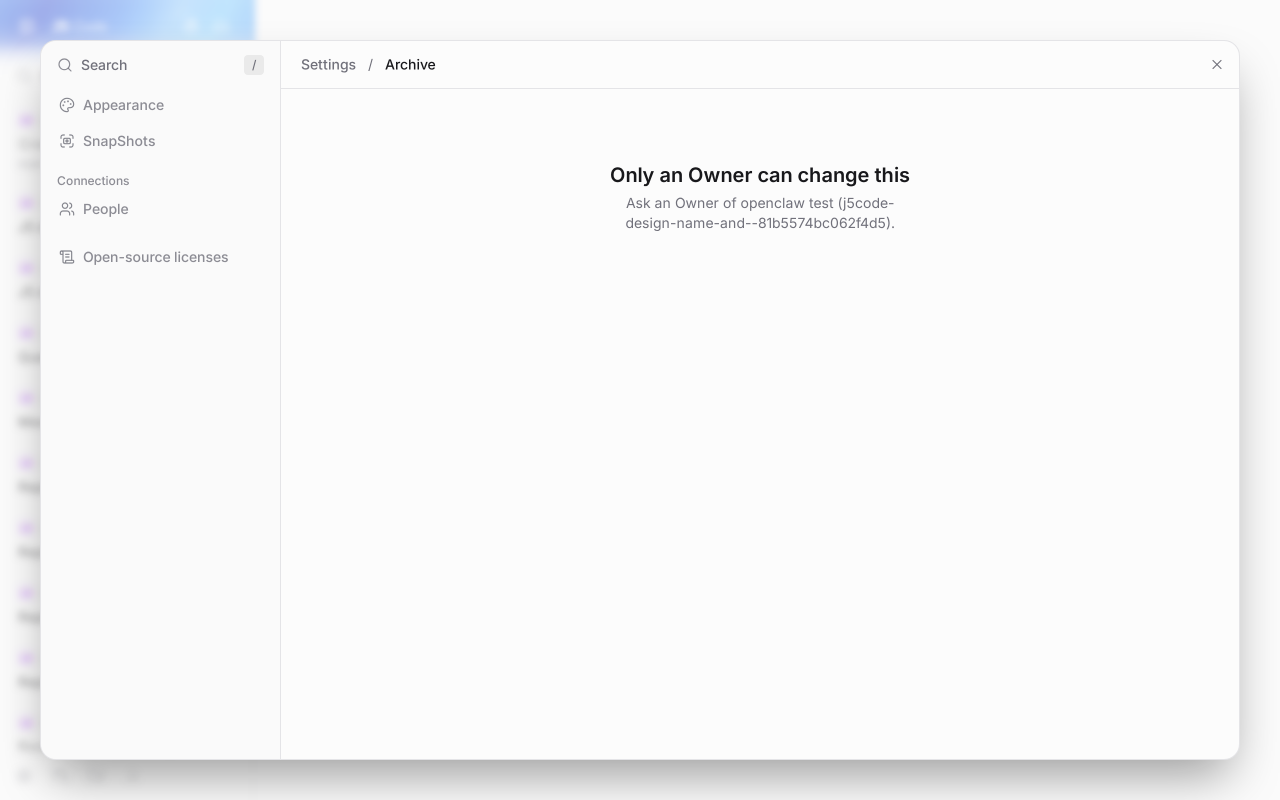 Search
/
Appearance
SnapShots
Connections
People
Open-source licenses
Settings / Archive
Only an Owner can change this
Ask an Owner of openclaw test (j5code-
design-name-and--81b5574bc062f4d5).